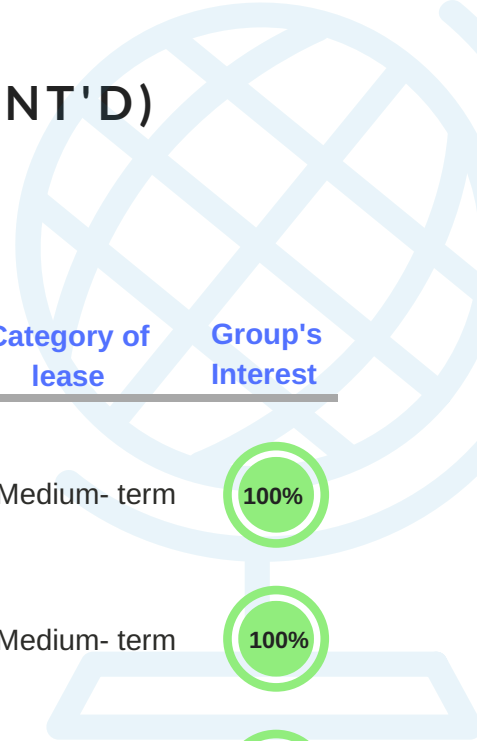 NT'D)
Category of
lease
Group's
Interest
Medium- term
100%
Medium- term
100%